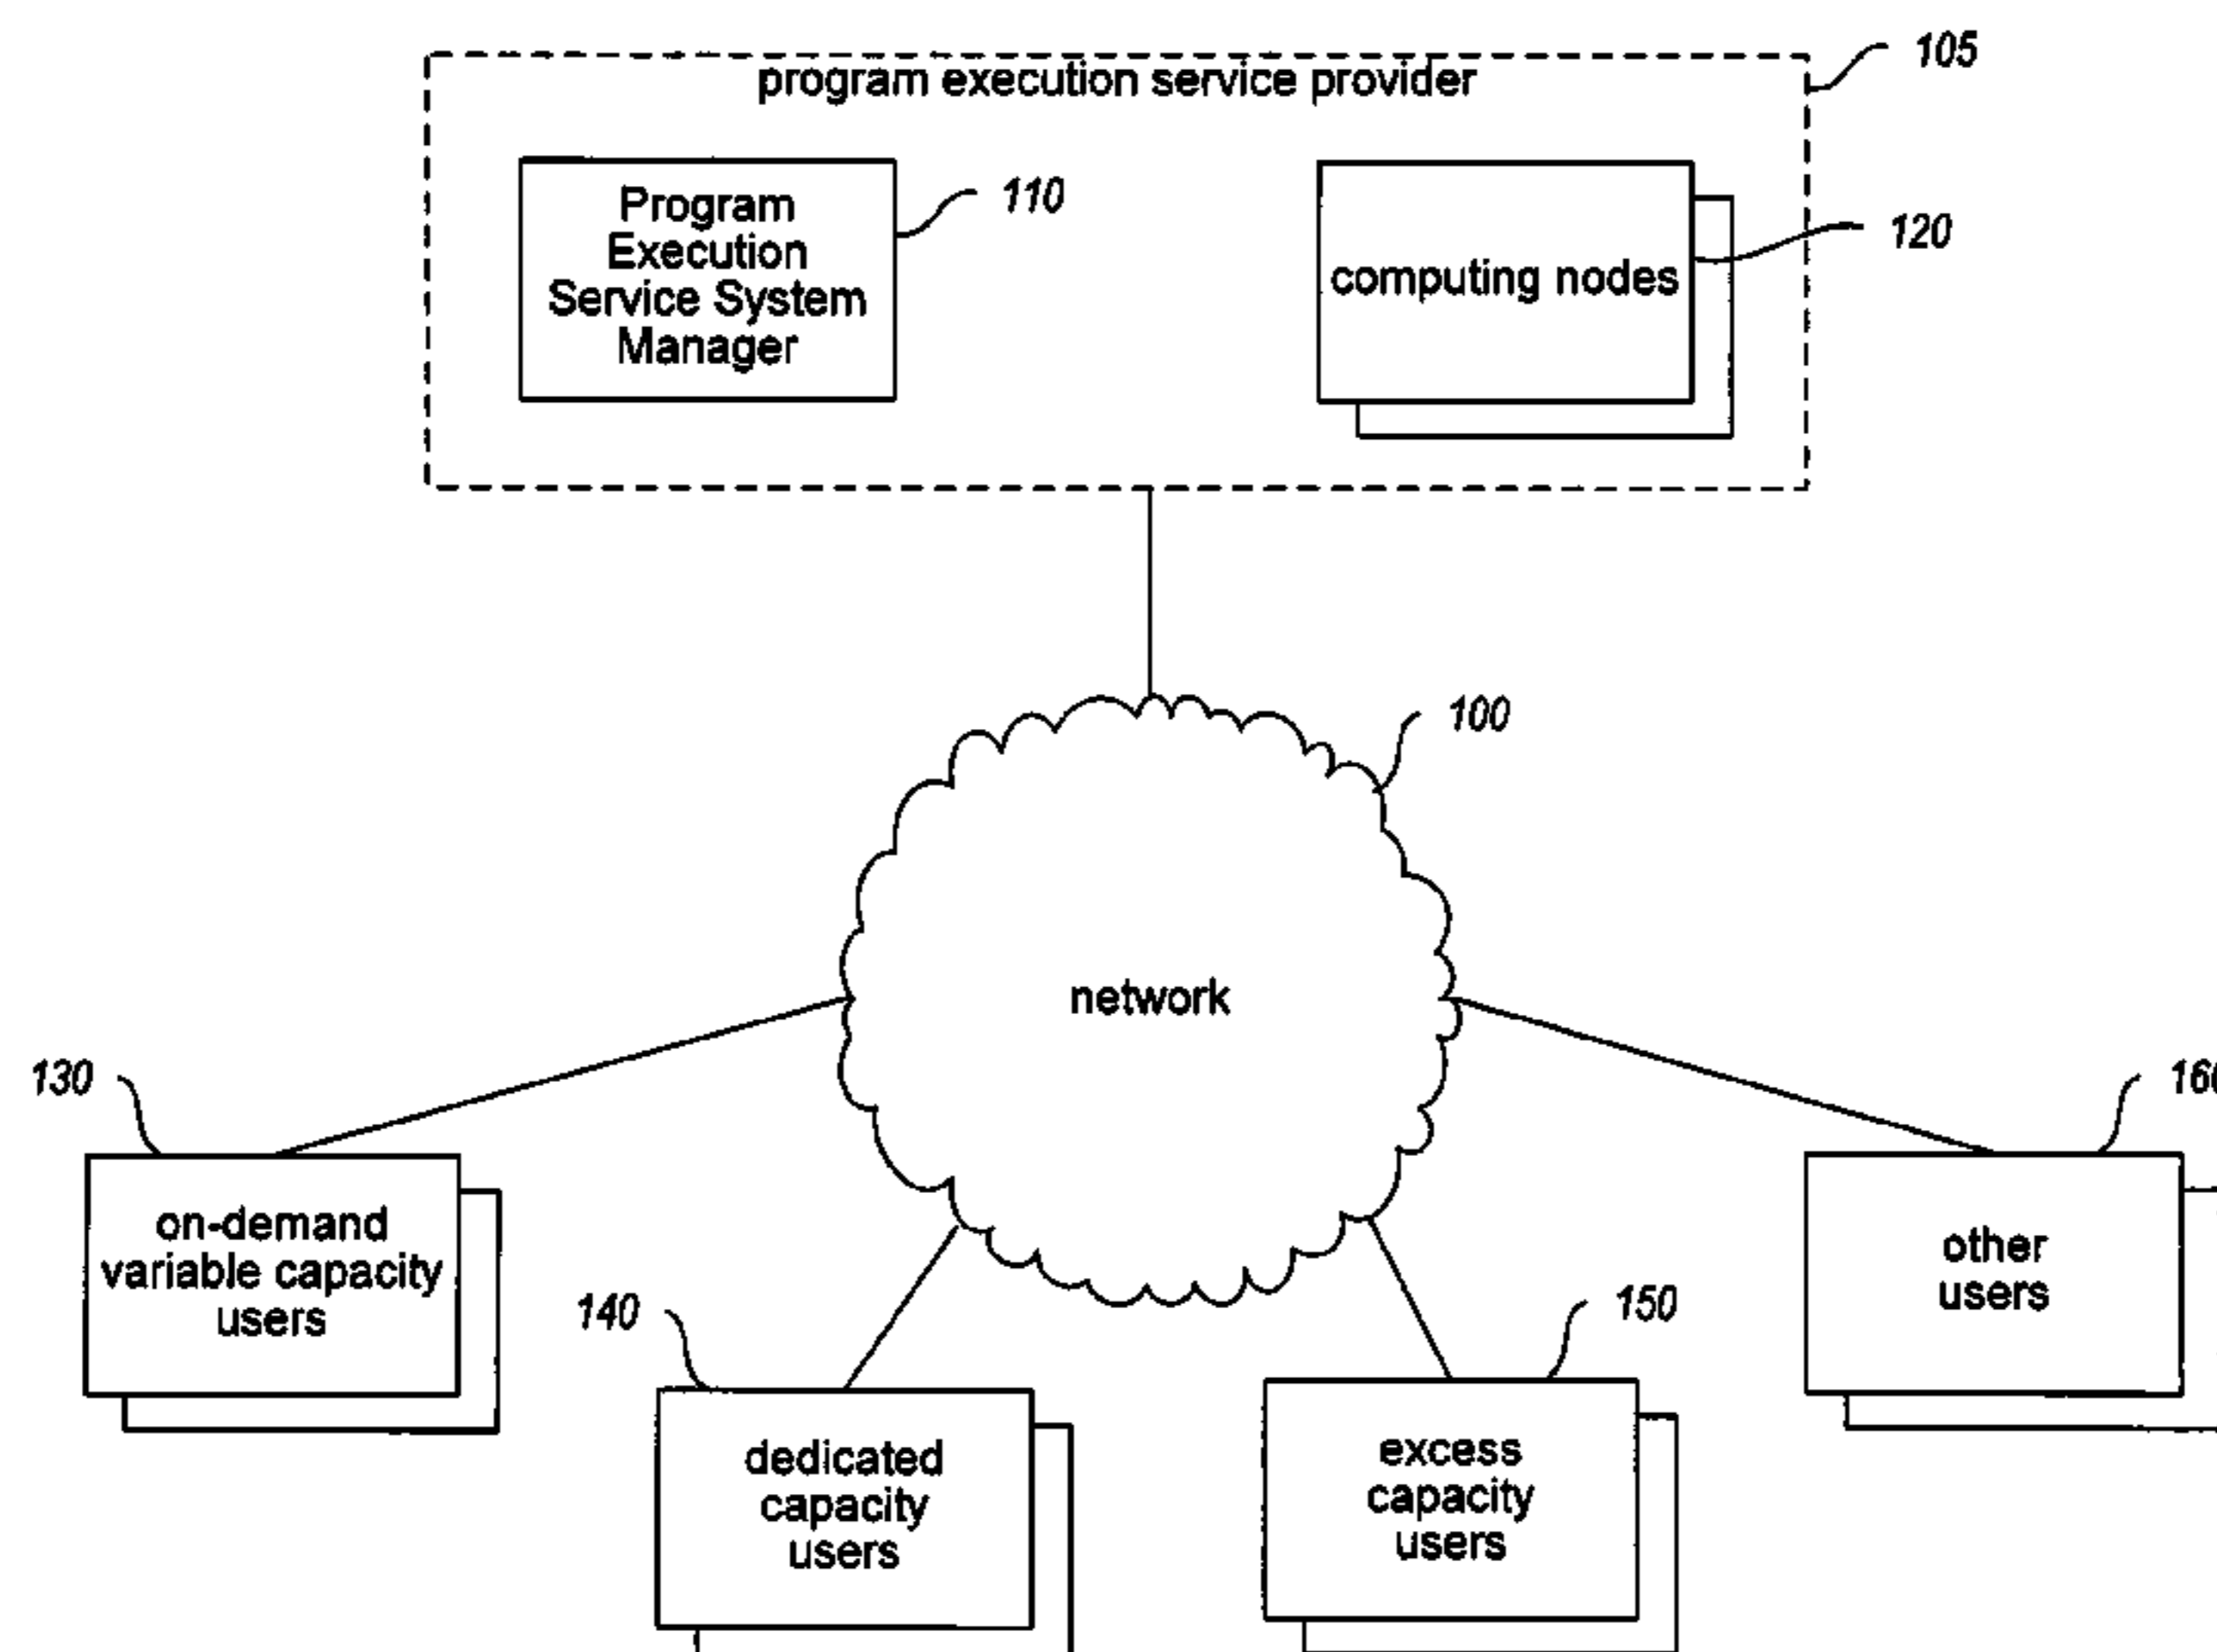 105
program execution service provider
Program
Execution
Service System
Manager
110
computing nodes
120
100
network
130
on-demand
variable capacity
users
140
dedicated
capacity
users
150
excess
capacity
users
other
users